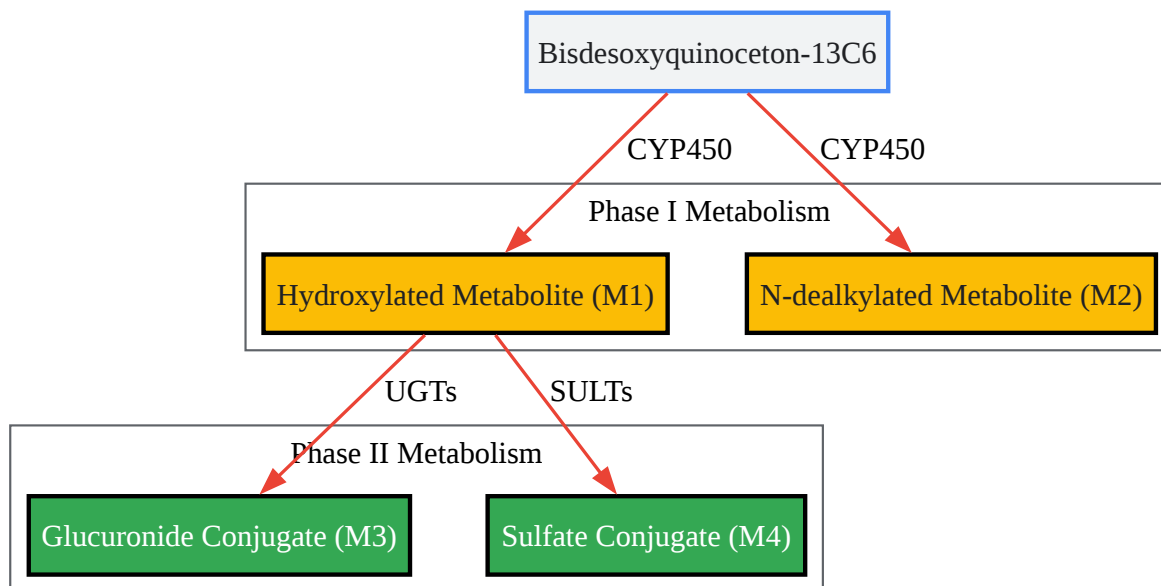 Bisdesoxyquinoceton-13C6
CYP450
CYP450
Phase I Metabolism
Hydroxylated Metabolite (M1)
N-dealkylated Metabolite (M2)
UGTs
SULTs
Phase II Metabolism
Glucuronide Conjugate (M3)
Sulfate Conjugate (M4)